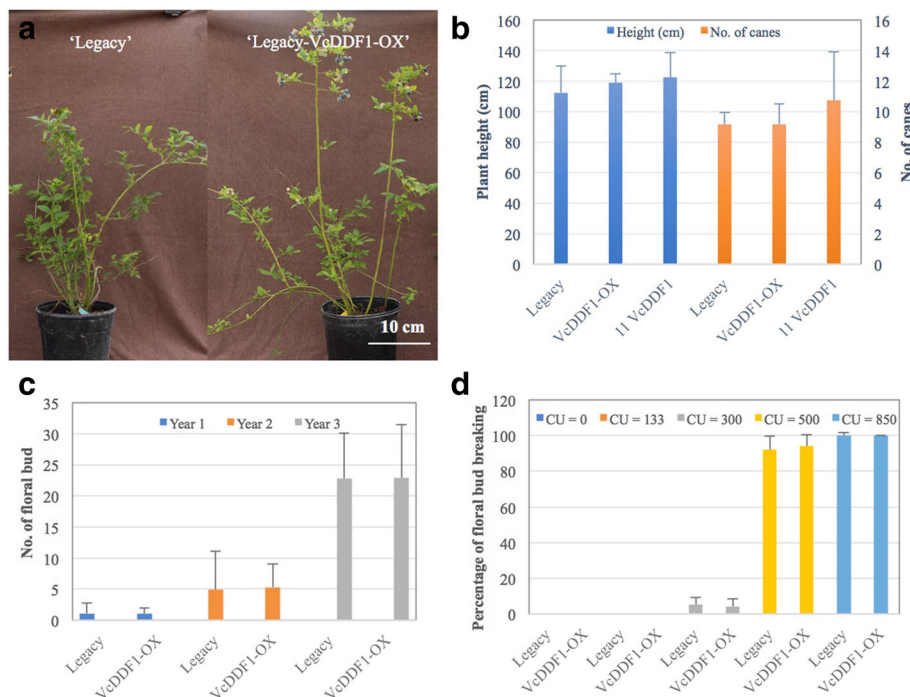 a
'Legacy'
'Legacy-VcDDF1-OX'
10 cm
b
160
140
120
100
80
60
40
20
0
Plant height (cm)
Height (cm)
No. of canes
16
14
12
10
8
6
4
2
0
No. of canes
Legacy
VcDDF1-OX
11 VcDDF1
Legacy
VcDDF1-OX
11 VcDDF1
c
35
30
25
20
15
10
5
0
No. of floral bud
Year 1
Year 2
Year 3
Legacy
VcDDF1-OX
Legacy
VcDDF1-OX
Legacy
VcDDF1-OX
d
120
100
80
60
40
20
0
Percentage of floral bud breaking
CU = 0
CU = 133
CU = 300
CU = 500
CU = 850
Legacy
VcDDF1-OX
Legacy
VcDDF1-OX
Legacy
VcDDF1-OX
Legacy
VcDDF1-OX
Legacy
VcDDF1-OX